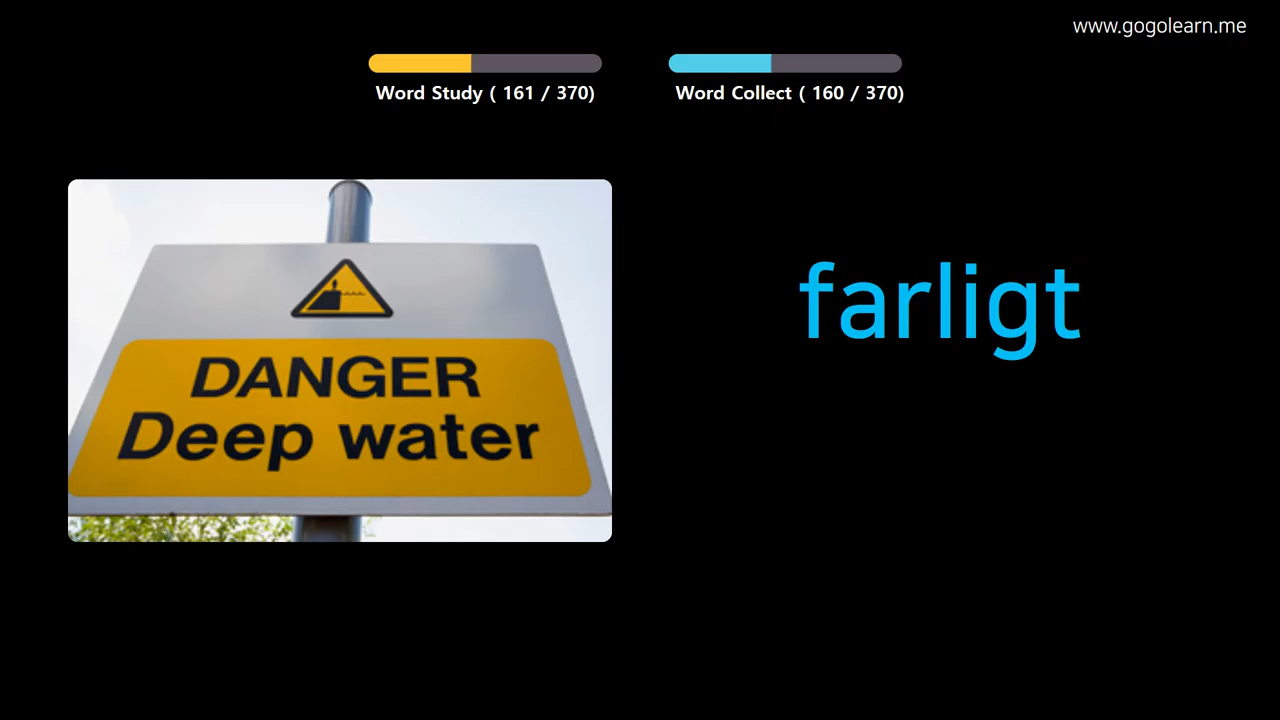 www.gogolearn.me
Word Study ( 161 / 370)
Word Collect ( 160 / 370)
DANGER
Deep water
farligt